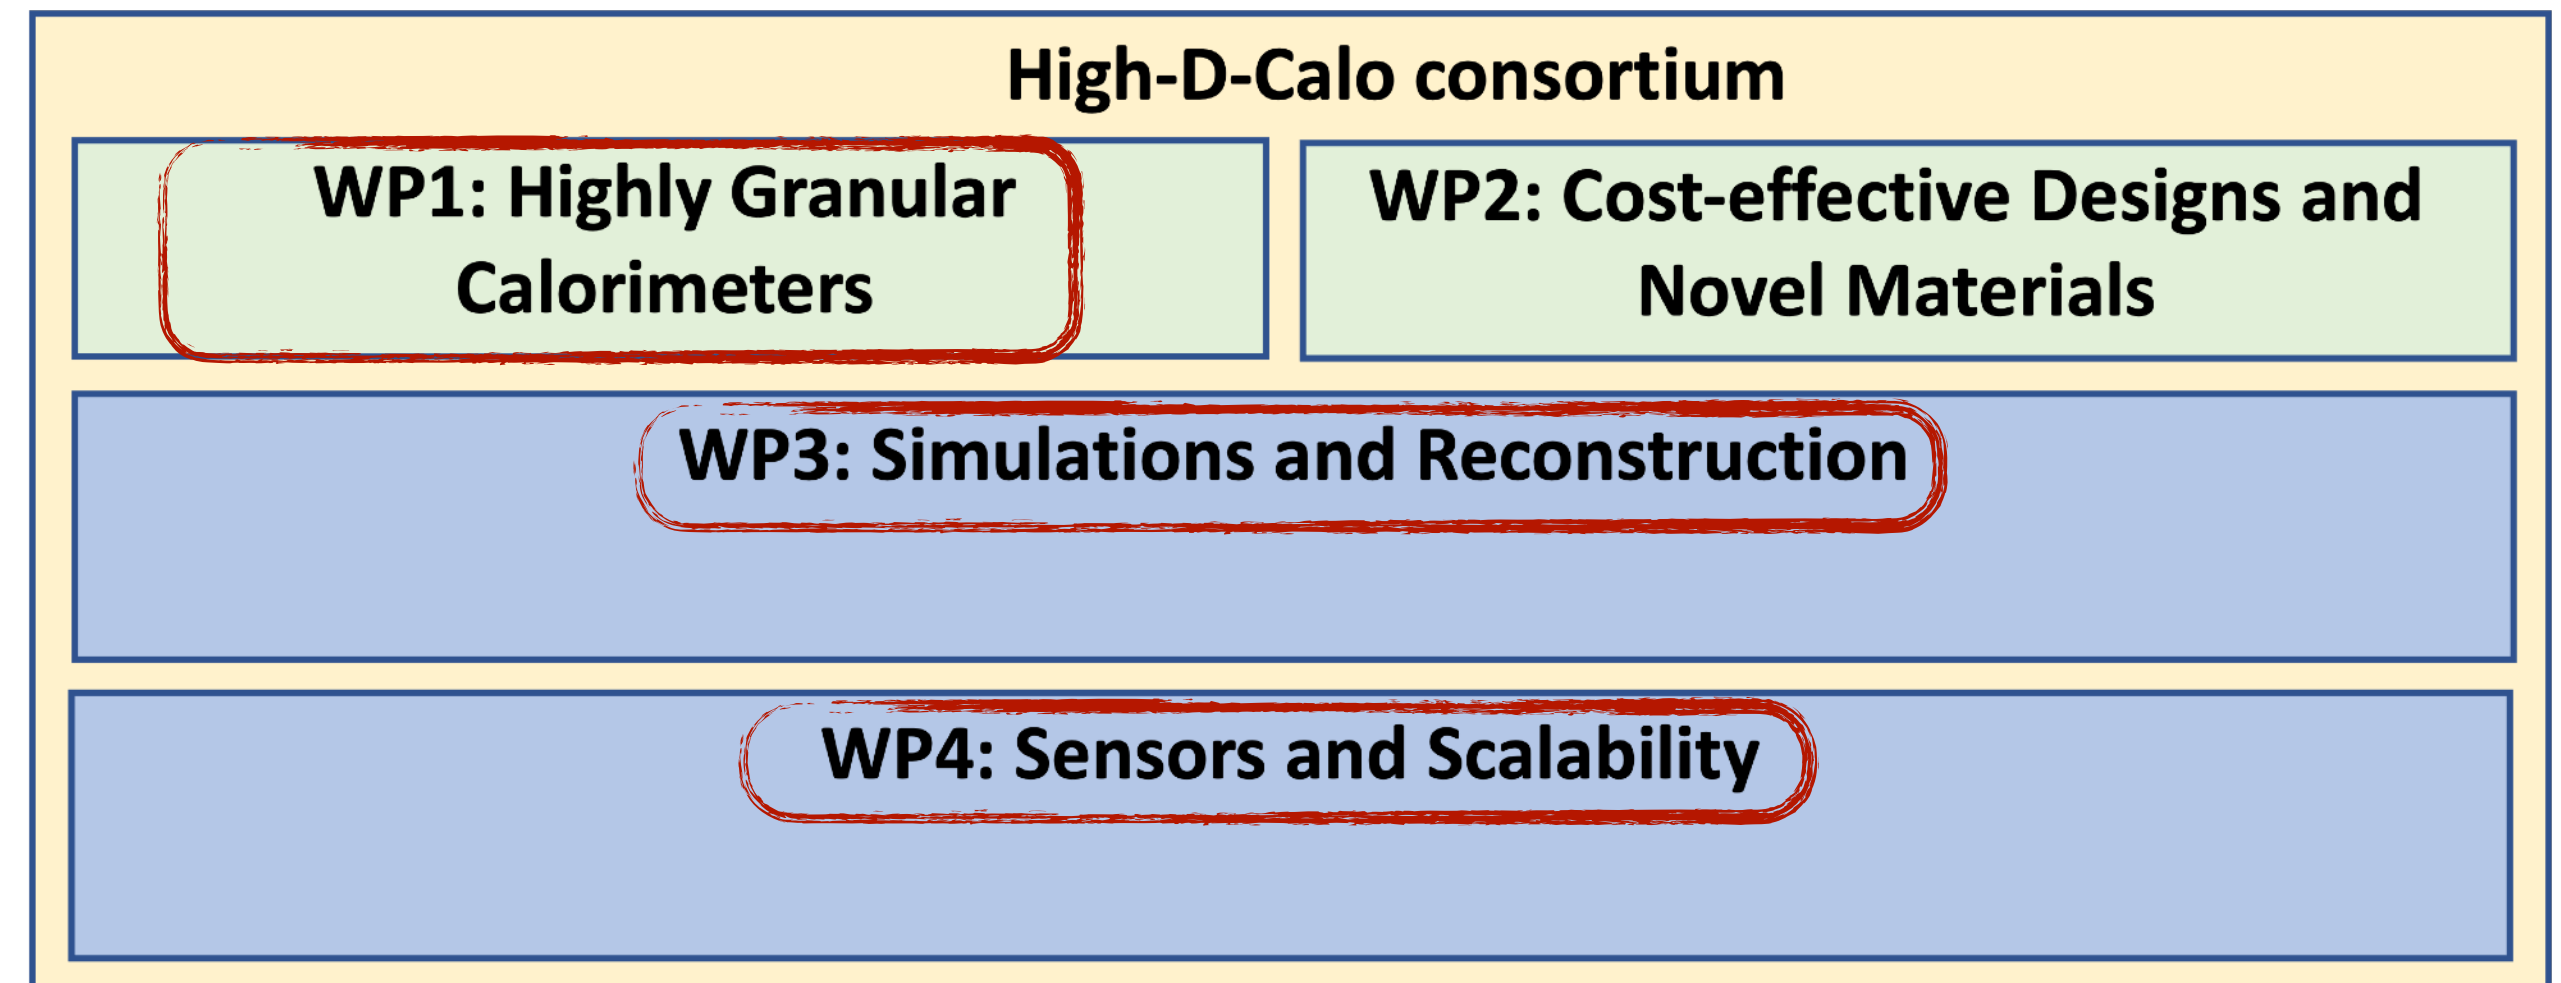 High-D-Calo consortium
WP1: Highly Granular
Calorimeters
WP2: Cost-effective Designs and
Novel Materials
WP3: Simulations and Reconstruction
WP4: Sensors and Scalability